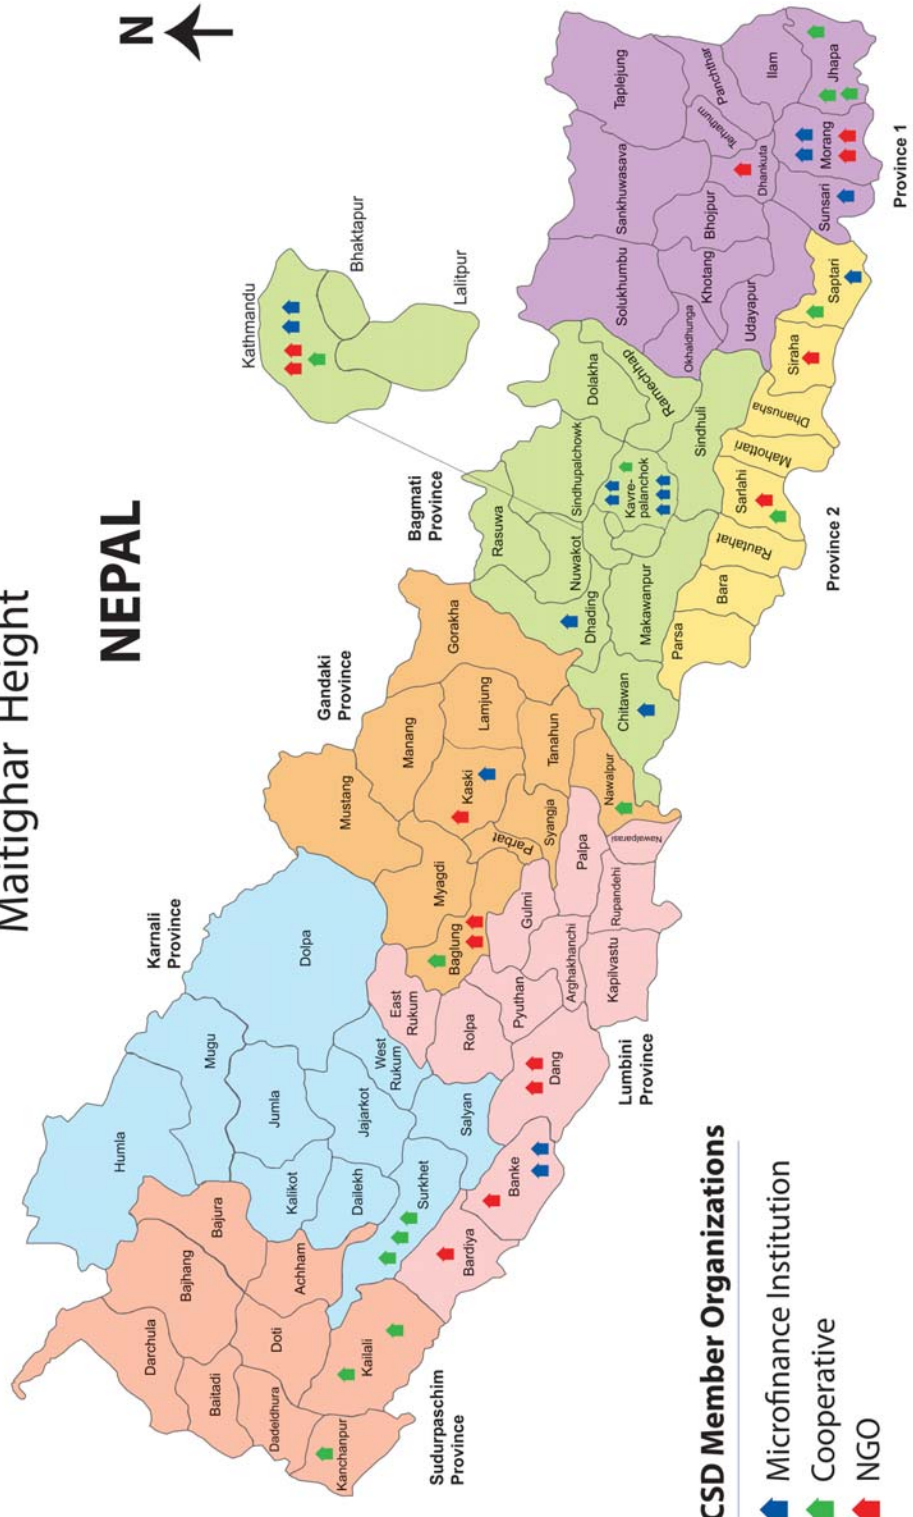 Maitighar Height
NEPAL
N
Karnali
Province
Gandaki
Province
Bagmati
Province
Kathmandu
Bhaktapur
Lalitpur
Humla
Mugu
Dolpa
Jumla
Kalikot
Jajarkot
Dailekh
West
Rukum
Salyan
Surkhet
Darchula
Bajhang
Bajura
Baitadi
Doti
Achham
Dadeldhura
Kanchanpur
Kailali
Sudurpaschim
Province
Bardiya
Banke
Dang
East
Rukum
Rolpa
Pyuthan
Gulmi
Arghakhanchi
Palpa
Kapilvastu
Rupandehi
Nawalparasi
Lumbini
Province
Mustang
Manang
Gorakha
Myagdi
Kaski
Lamjung
Baglung
Parbat
Syangja
Tanahun
Nawalpur
Rasuwa
Nuwakot
Dhading
Sindhupalchowk
Dolakha
Kavre-
palanchok
Ramechhap
Makawanpur
Chitawan
Sindhuli
Parsa
Bara
Rautahat
Sarlahi
Mahottari
Dhanusha
Siraha
Saptari
Province 2
Solukhumbu
Sankhuwasava
Taplejung
Okhaldhunga
Khotang
Bhojpur
Terhathum
Panchthar
Udayapur
Dhankuta
Ilam
Sunsari
Morang
Jhapa
Province 1
CSD Member Organizations
Microfinance Institution
Cooperative
NGO